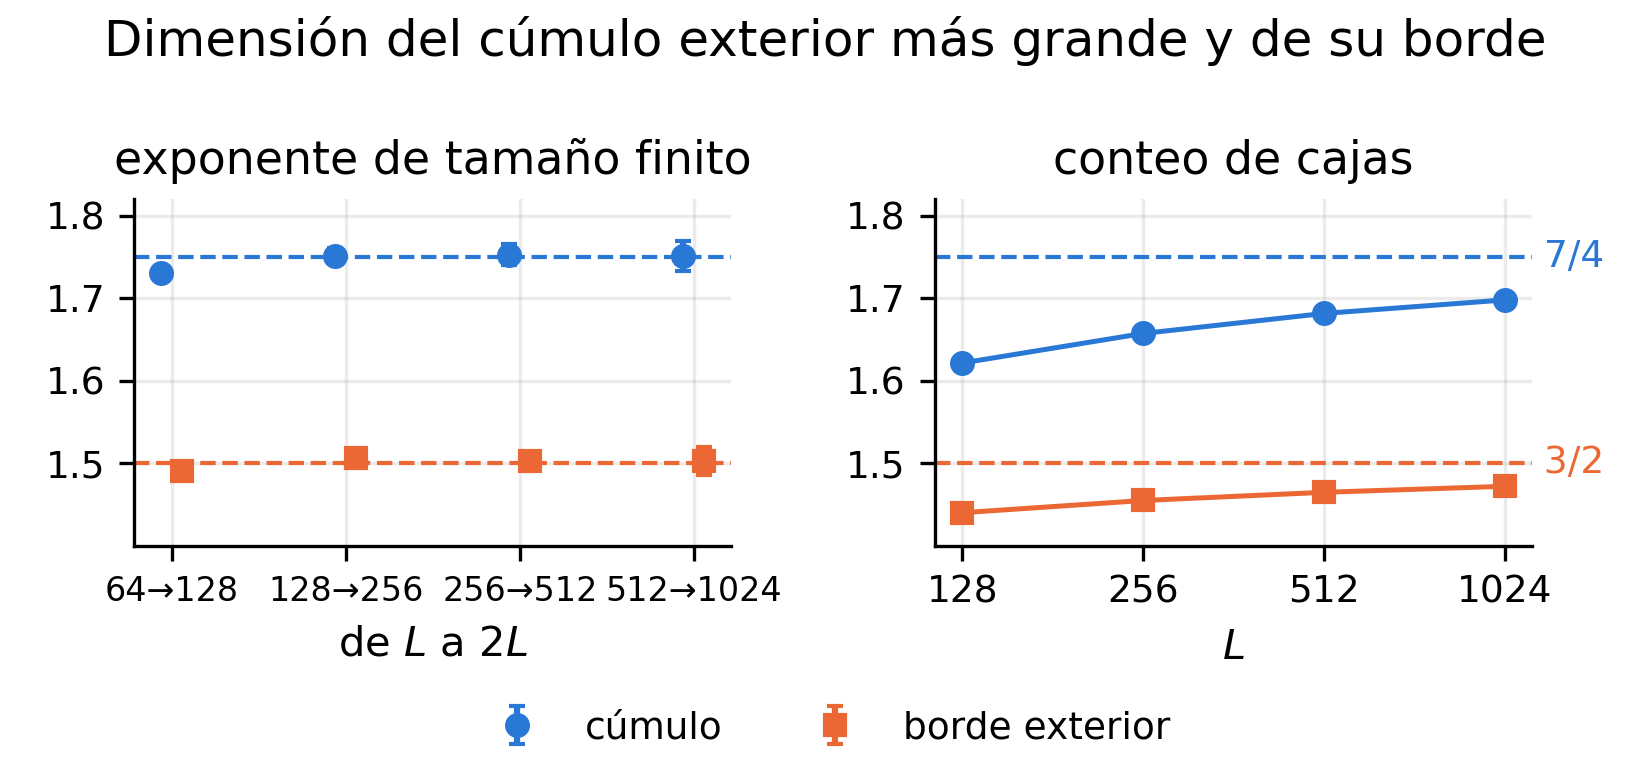 Dimensión del cúmulo exterior más grande y de su borde
exponente de tamaño finito
1.8
1.7
1.6
1.5
64→128
128→256
256→512
512→1024
de L a 2L
conteo de cajas
1.8
1.7
1.6
1.5
7/4
3/2
128
256
512
1024
L
cúmulo
borde exterior